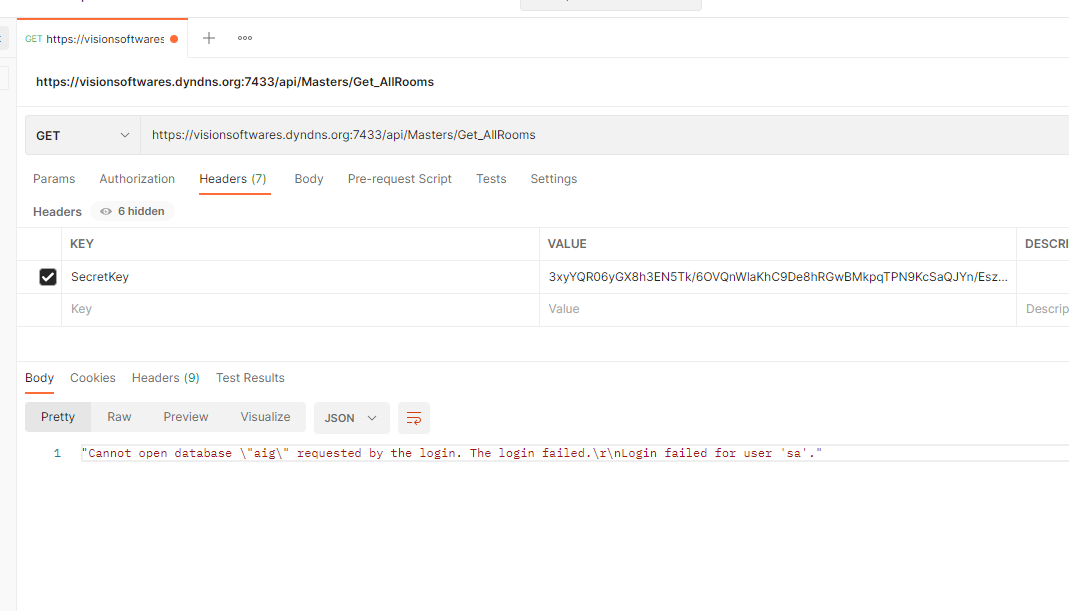 GET https://visionsoftwares
https://visionsoftwares.dyndns.org:7433/api/Masters/Get_AllRooms
GET https://visionsoftwares.dyndns.org:7433/api/Masters/Get_AllRooms
Params Authorization Headers (7) Body Pre-request Script Tests Settings
Headers 6 hidden
KEY VALUE DESCRI
SecretKey 3xyYQR06yGX8h3EN5Tk/6OVQnWlaKhC9De8hRGwBMkpqTPN9KcSaQJYn/Esz...
Key Value Descrip
Body Cookies Headers (9) Test Results
Pretty Raw Preview Visualize JSON
1 "Cannot open database \"aig\" requested by the login. The login failed.\r\nLogin failed for user 'sa'."